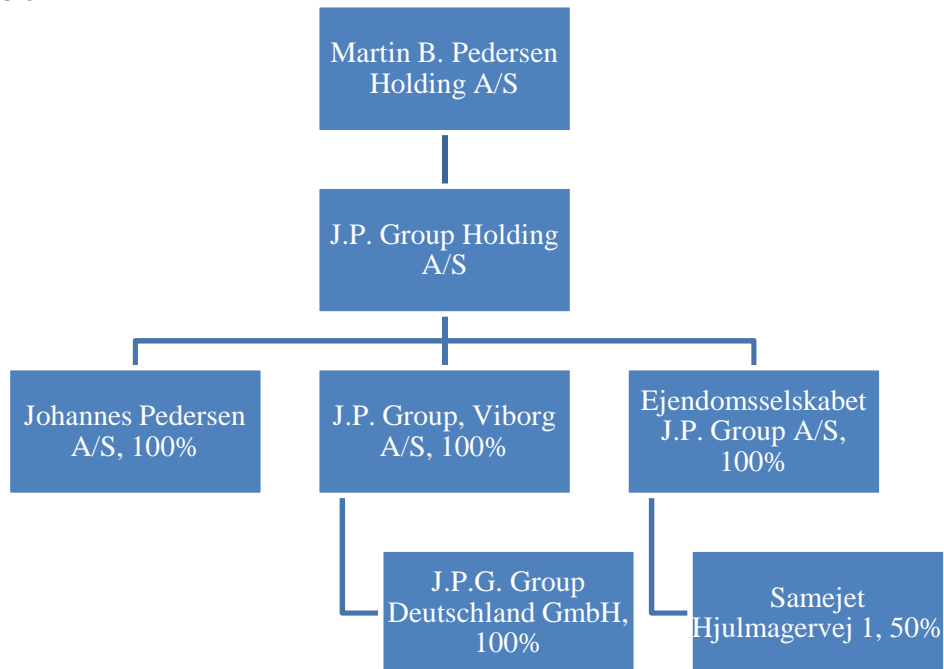 Martin B. Pedersen
Holding A/S
J.P. Group Holding
A/S
Johannes Pedersen
A/S, 100%
J.P. Group, Viborg
A/S, 100%
Ejendomsselskabet
J.P. Group A/S,
100%
J.P.G. Group
Deutschland GmbH,
100%
Samejet
Hjulmagervej 1, 50%